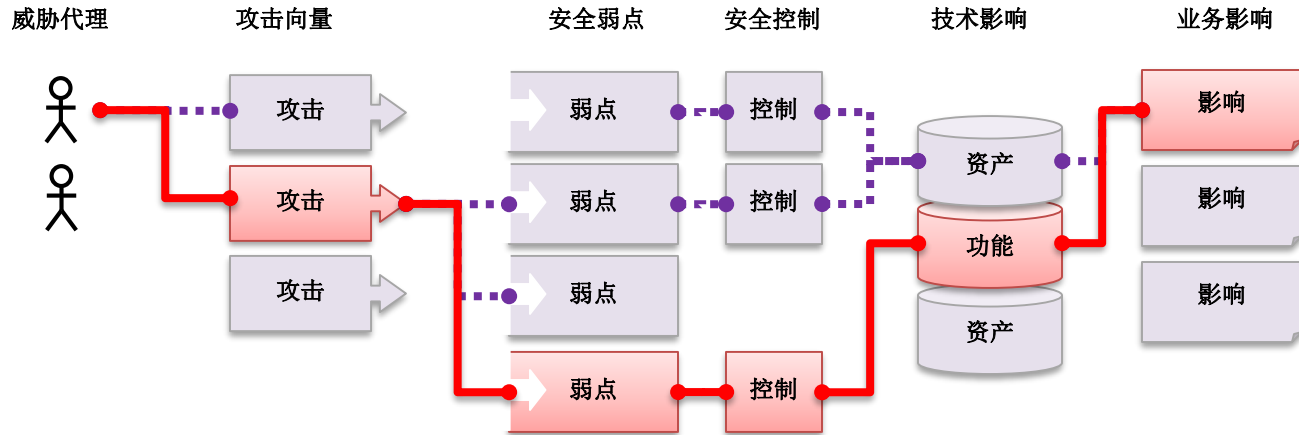 威胁代理 攻击向量 安全弱点 安全控制 技术影响 业务影响
攻击 弱点 控制 影响
资产
攻击 弱点 控制 影响
功能
攻击 弱点 影响
资产
弱点 控制